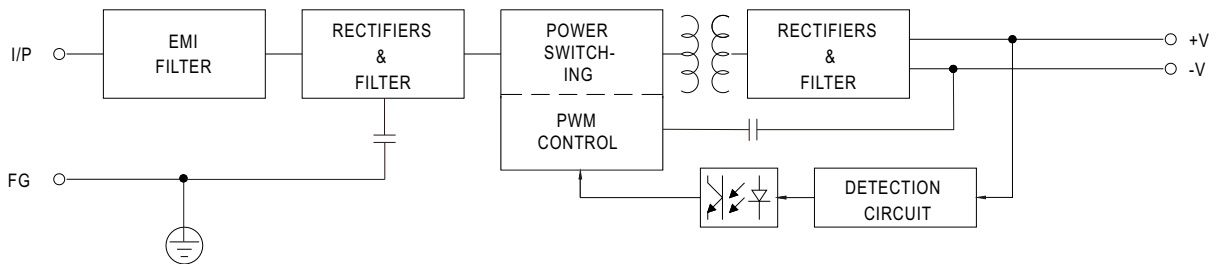 I/P
EMI
FILTER
RECTIFIERS
&
FILTER
POWER
SWITCH-
ING
PWM
CONTROL
RECTIFIERS
&
FILTER
+V
-V
FG
DETECTION
CIRCUIT